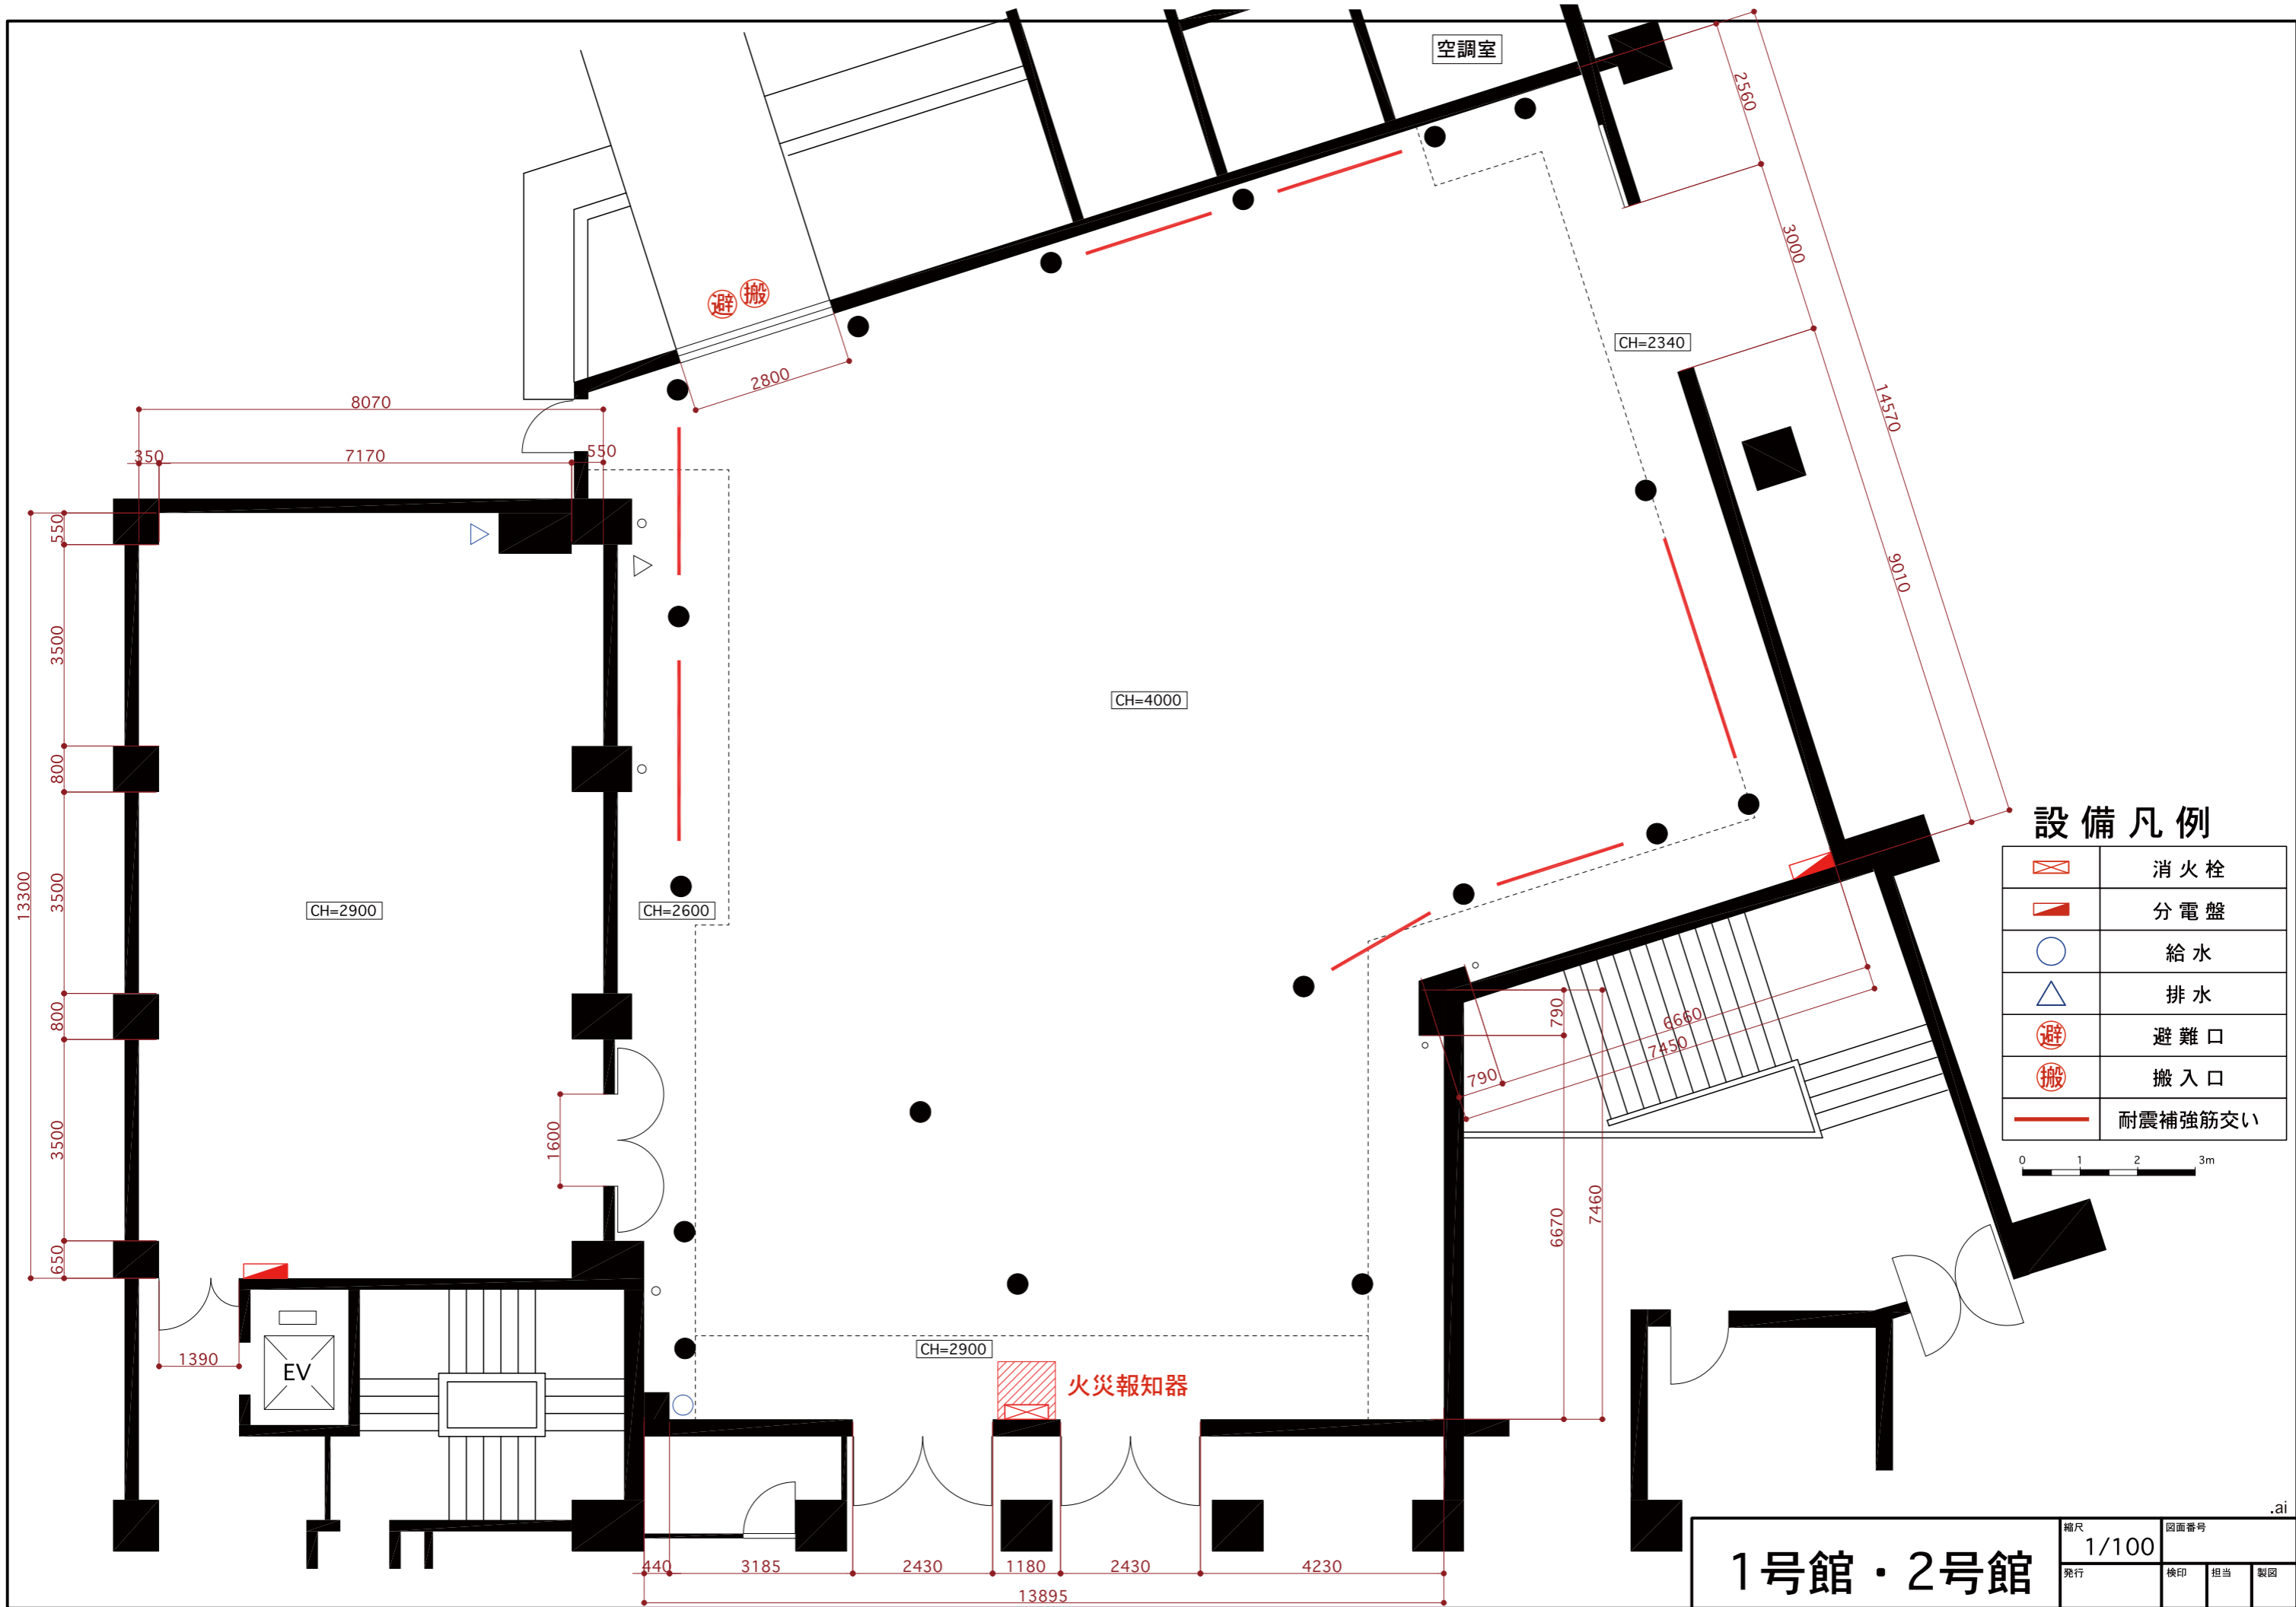 空調室
2560
3000
14570
9010
避 搬
2800
CH=2340
8070
350
7170
550
550
3500
800
3500
800
3500
650
13300
CH=4000
CH=2900
CH=2600
1600
790
6660
7450
790
6670
7460
設備凡例
消火栓
分電盤
給水
排水
避 避難口
搬 搬入口
耐震補強筋交い
0 1 2 3m
1390
EV
CH=2900
火災報知器
440
3185
2430
1180
2430
4230
13895
.ai
1号館・2号館
縮尺
1/100
図面番号
発行
検印
担当
製図